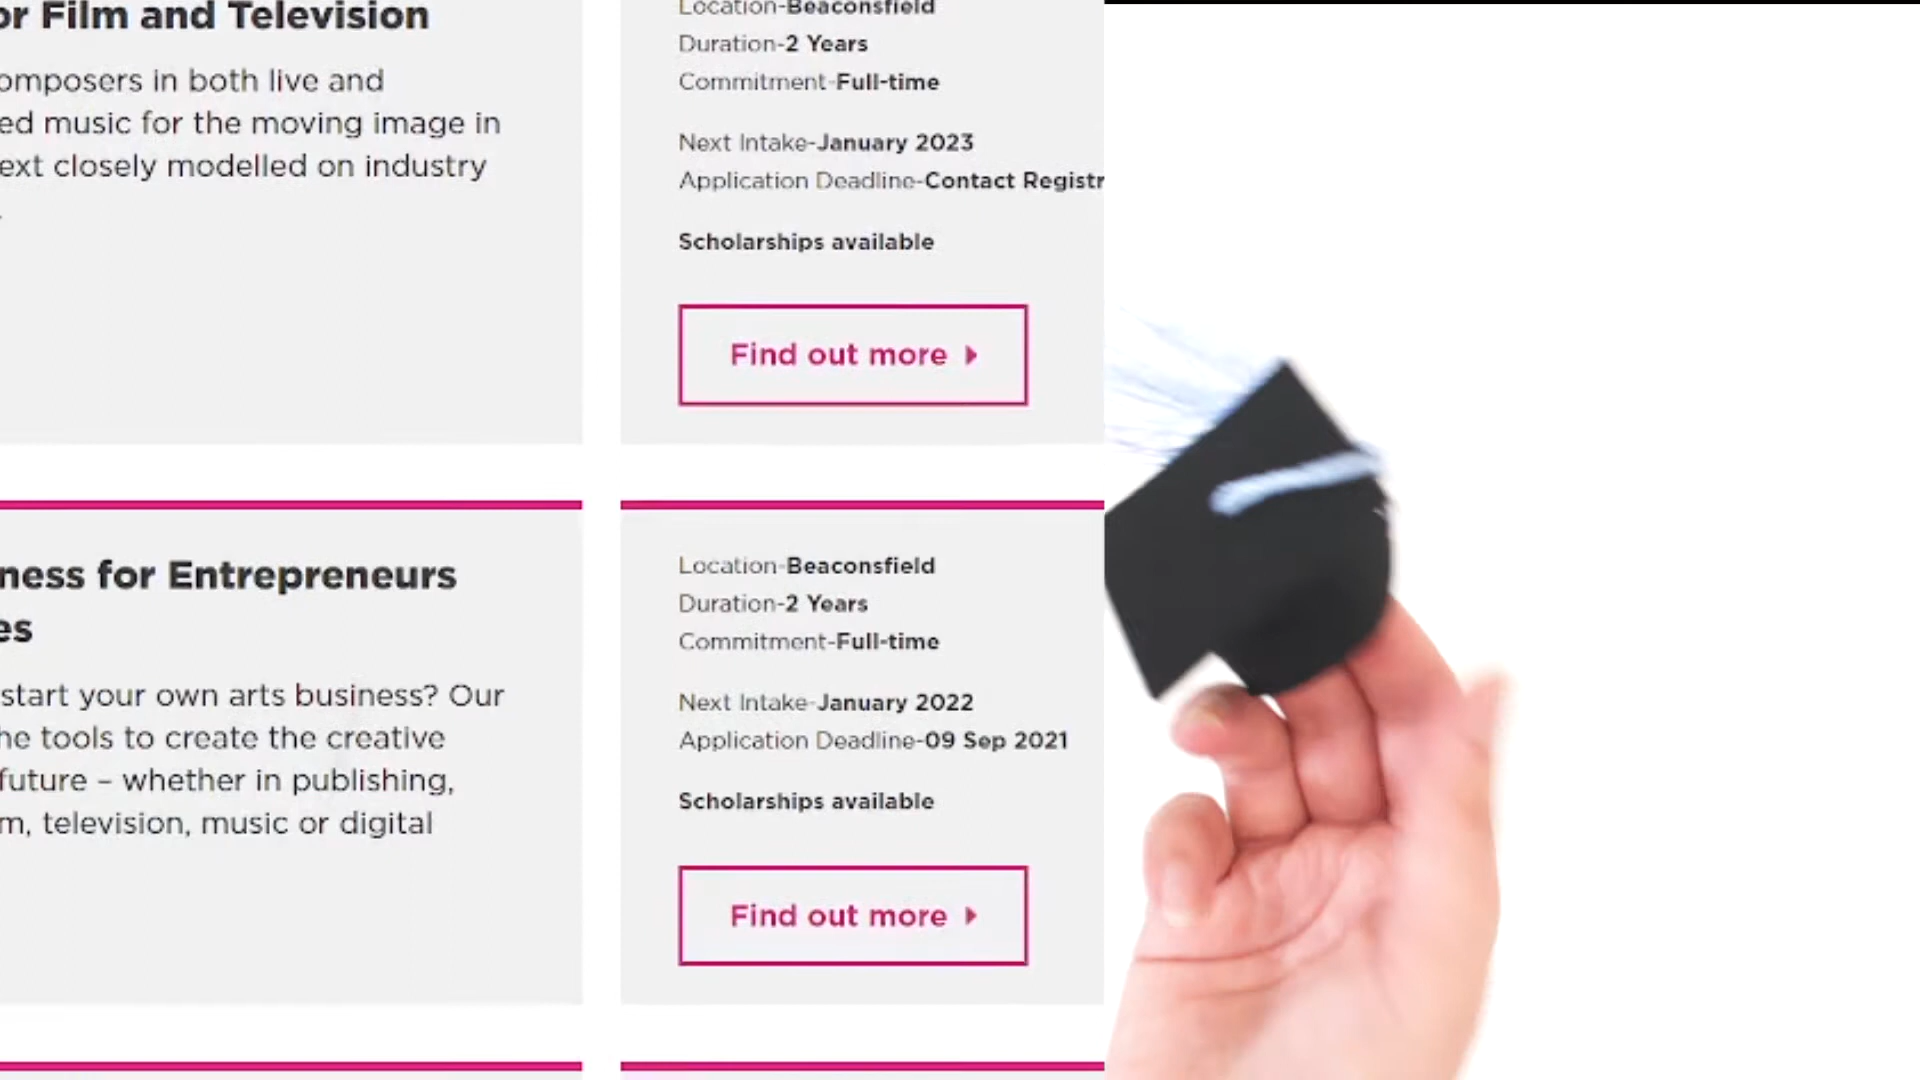 or Film and Television
omposers in both live and
ed music for the moving image in
ext closely modelled on industry
Location-Beaconsfield
Duration-2 Years
Commitment-Full-time
Next Intake-January 2023
Application Deadline-Contact Registr
Scholarships available
Find out more
ness for Entrepreneurs
es
start your own arts business? Our
he tools to create the creative
future – whether in publishing,
m, television, music or digital
Location-Beaconsfield
Duration-2 Years
Commitment-Full-time
Next Intake-January 2022
Application Deadline-09 Sep 2021
Scholarships available
Find out more